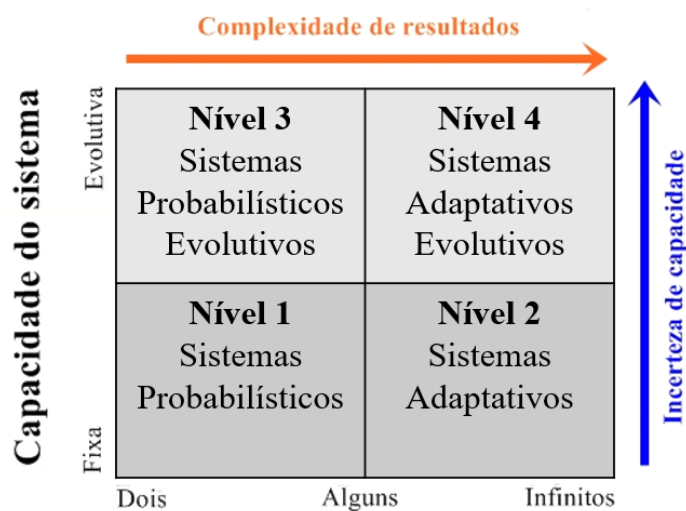 Complexidade de resultados
Capacidade do sistema
Evolutiva
Fixa
Nível 3
Sistemas
Probabilísticos
Evolutivos
Nível 4
Sistemas
Adaptativos
Evolutivos
Nível 1
Sistemas
Probabilísticos
Nível 2
Sistemas
Adaptativos
Incerteza de capacidade
Dois
Alguns
Infinitos